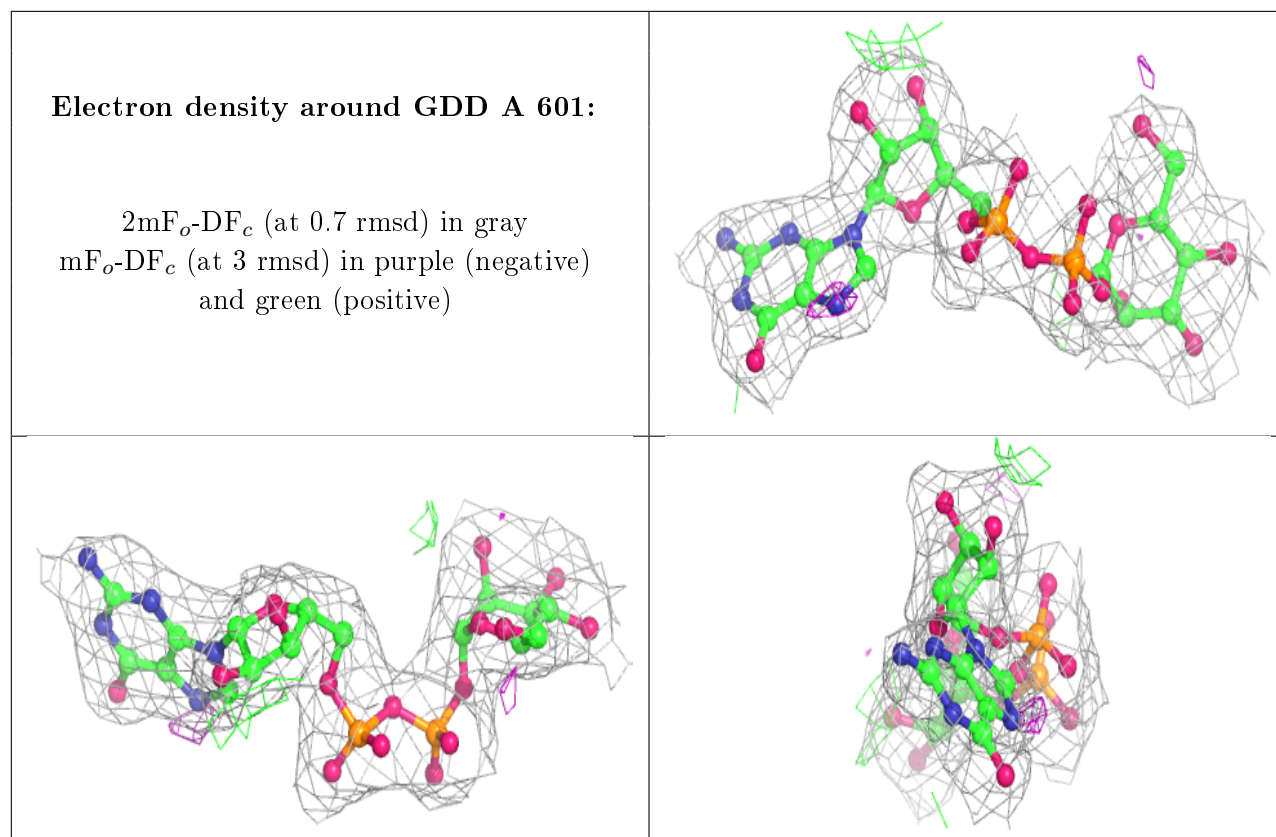 Electron density around GDD A 601:
2mFo-DFc (at 0.7 rmsd) in gray
mFo-DFc (at 3 rmsd) in purple (negative)
and green (positive)